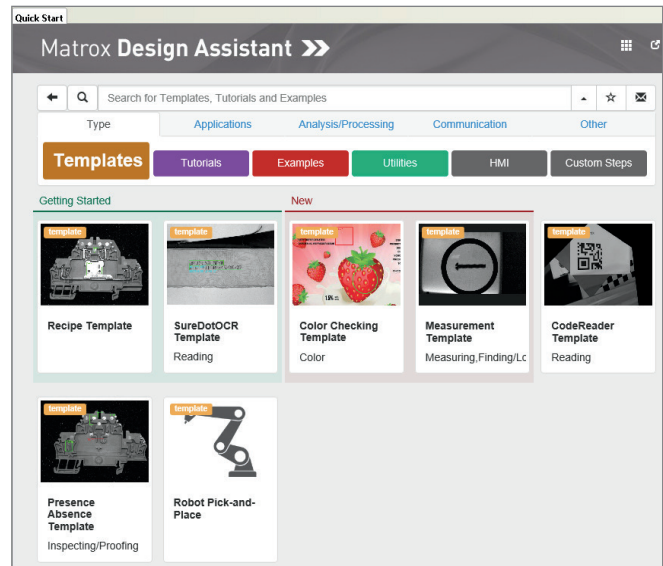 Quick Start
Matrox Design Assistant
Search for Templates, Tutorials and Examples
Type Applications Analysis/Processing Communication Other
Templates Tutorials Examples Utilities HMI Custom Steps
Getting Started New
template template template template template
Recipe Template
SureDotOCR
Template
Reading
Color Checking
Template
Color
Measurement
Template
Measuring,Finding/Lc
CodeReader
Template
Reading
template template
Presence
Absence
Template
Inspecting/Proofing
Robot Pick-and-
Place